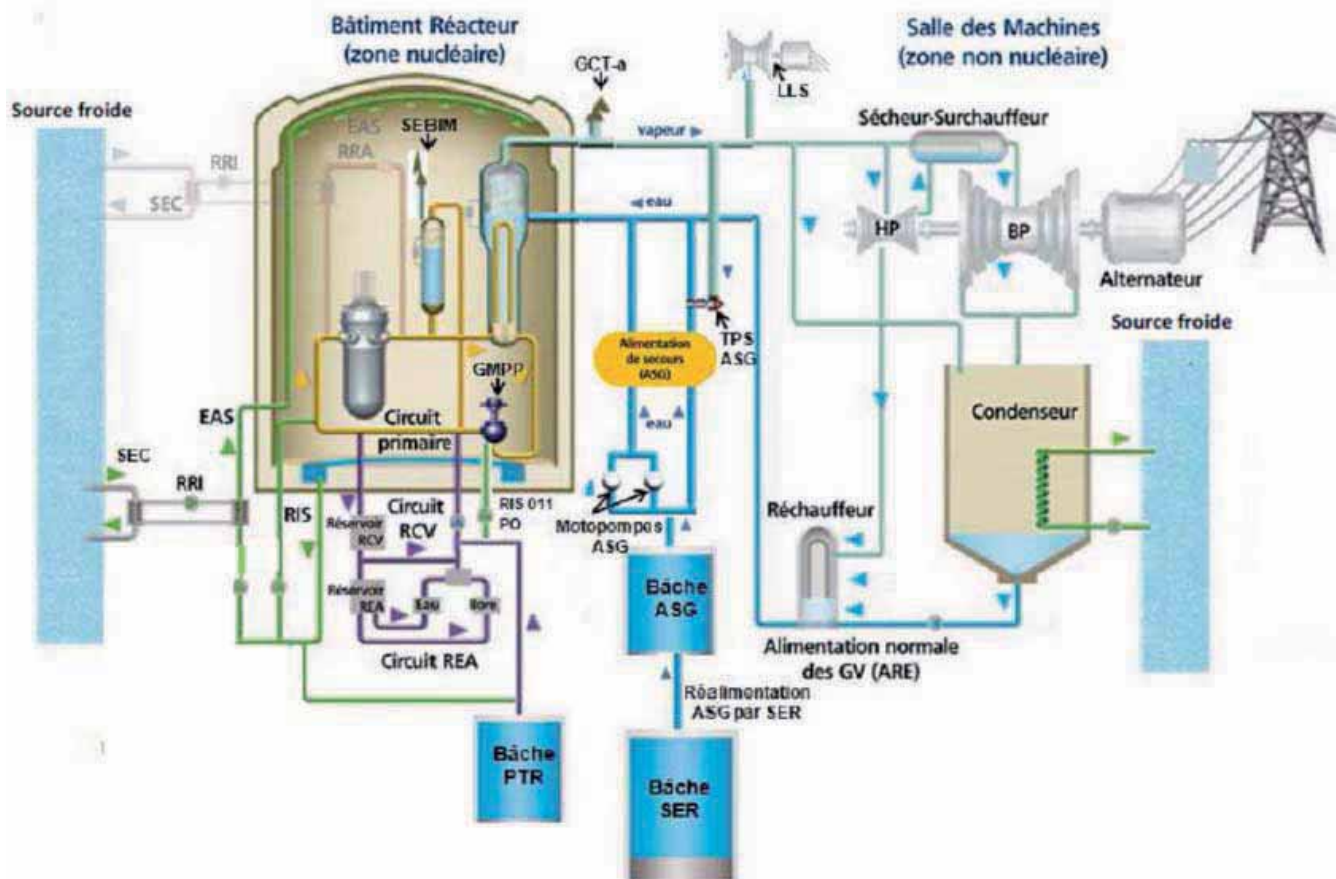 Bâtiment Réacteur
(zone nucléaire)
Salle des Machines
(zone non nucléaire)
GCT-a
LLS
Source froide
SEBIM
vapeur
Sécheur-Surchauffeur
EAS
RRA
RRI
SEC
eau
HP
BP
Alternateur
Source froide
TPS
ASG
Alimentation
de secours
(ASG)
GMPP
Circuit
primaire
eau
Condenseur
EAS
SEC
RRI
RIS
RIS 011
PO
Circuit
RCV
Réservoir
RCV
Motopompes
ASG
Réchauffeur
Réservoir
REA
Eau
Bore
Bâche
ASG
Circuit REA
Alimentation normale
des GV (ARE)
Réalimentation
ASG par SER
Bâche
PTR
Bâche
SER